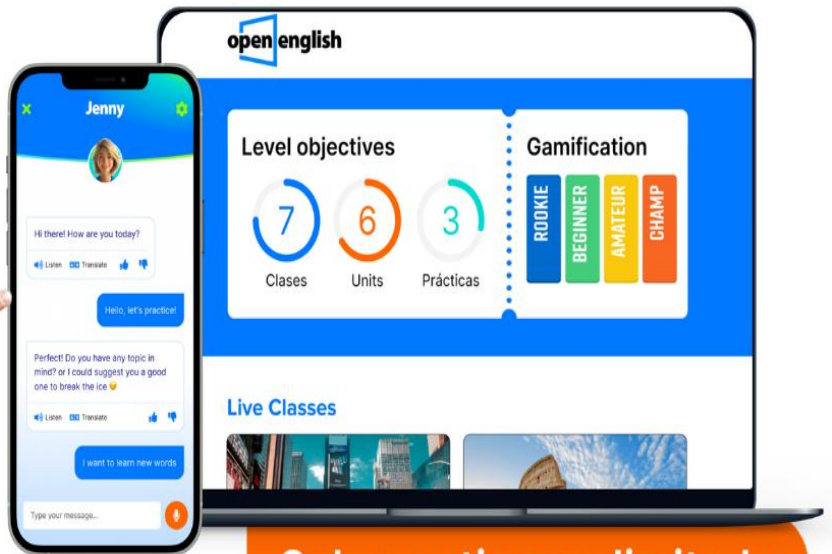 open english
Jenny
Level objectives
Gamification
7
6
3
Clases
Units
Prácticas
ROOKIE
BEGINNER
AMATEUR
CHAMP
Hi there! How are you today?
Listen Translate
Hello, let's practice!
Perfect! Do you have any topic in
mind? or I could suggest you a good
one to break the ice 😉
Listen Translate
I want to learn new words
Type your message...
Live Classes